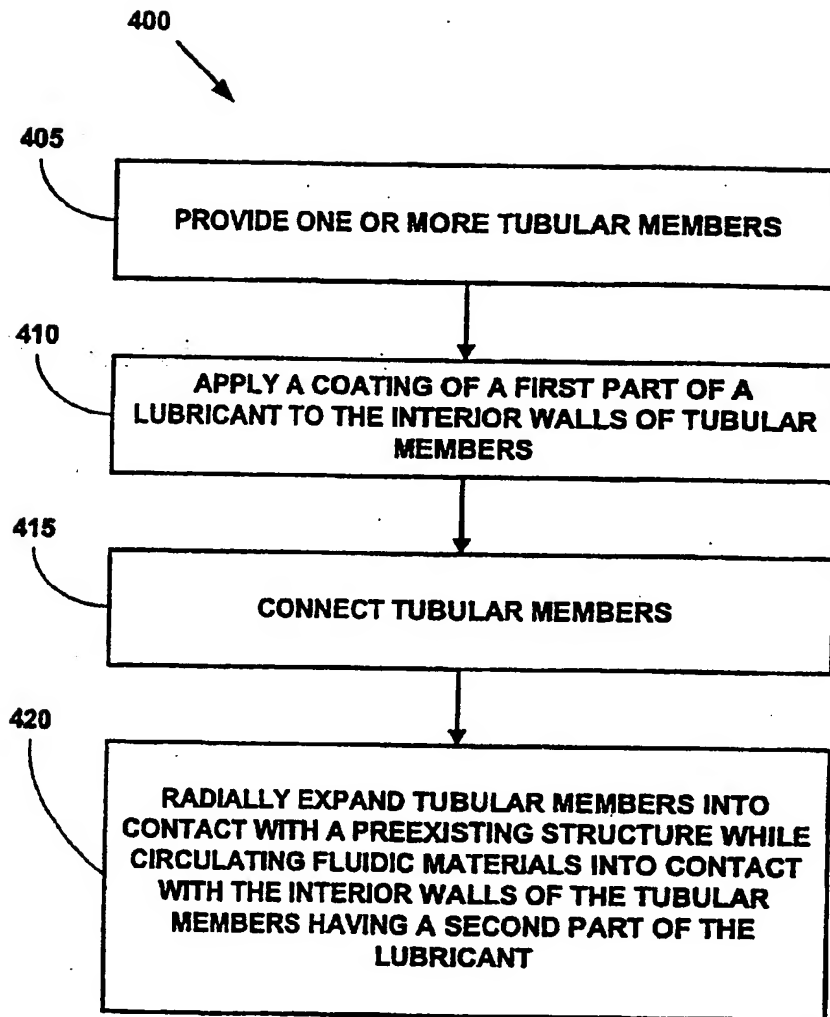 400
405
PROVIDE ONE OR MORE TUBULAR MEMBERS
410
APPLY A COATING OF A FIRST PART OF A
LUBRICANT TO THE INTERIOR WALLS OF TUBULAR
MEMBERS
415
CONNECT TUBULAR MEMBERS
420
RADIALLY EXPAND TUBULAR MEMBERS INTO
CONTACT WITH A PREEXISTING STRUCTURE WHILE
CIRCULATING FLUIDIC MATERIALS INTO CONTACT
WITH THE INTERIOR WALLS OF THE TUBULAR
MEMBERS HAVING A SECOND PART OF THE
LUBRICANT